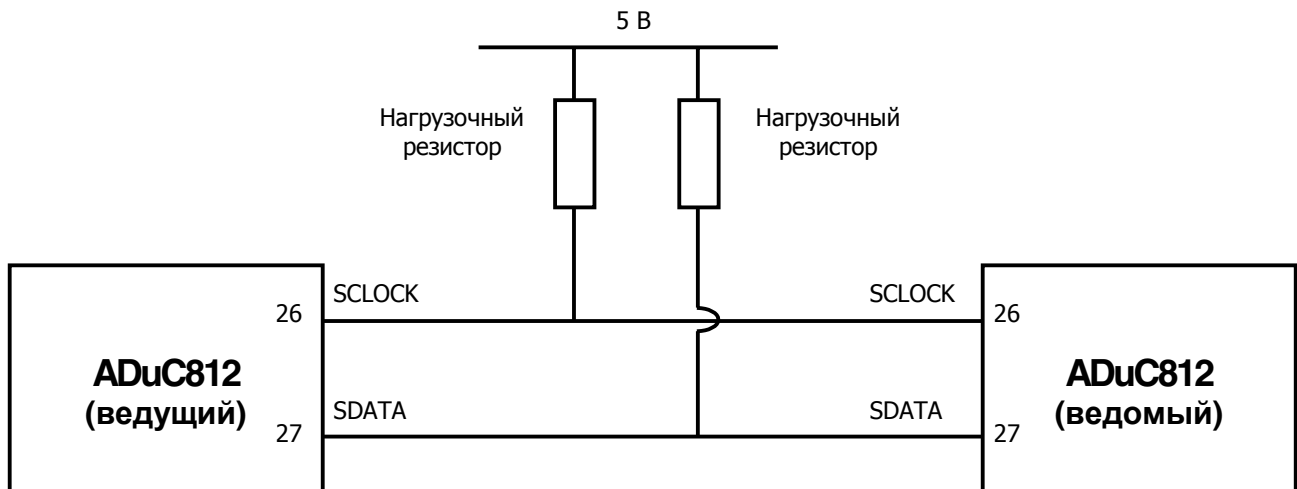 5 В
Нагрузочный
резистор
Нагрузочный
резистор
SCLOCK
SCLOCK
26
26
ADuC812
(ведущий)
ADuC812
(ведомый)
SDATA
SDATA
27
27